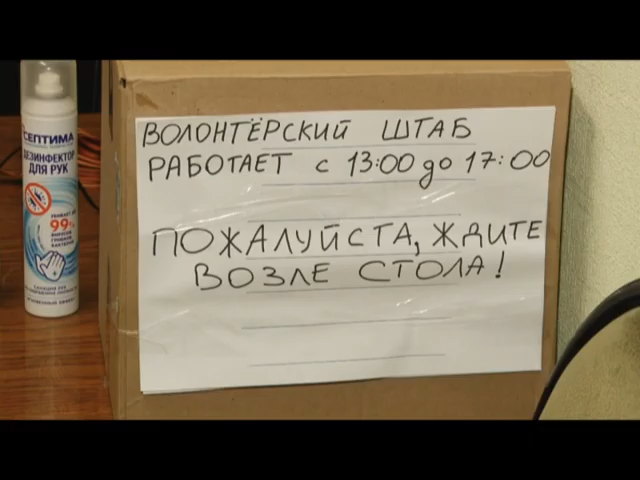 ВОЛОНТЁРСКИЙ ШТАБ
РАБОТАЕТ с 13:00 до 17:00
ПОЖАЛУЙСТА, ЖДИТЕ
ВОЗЛЕ СТОЛА!
СЕПТИМА
ДЕЗИНФЕКТОР
ДЛЯ РУК
99%